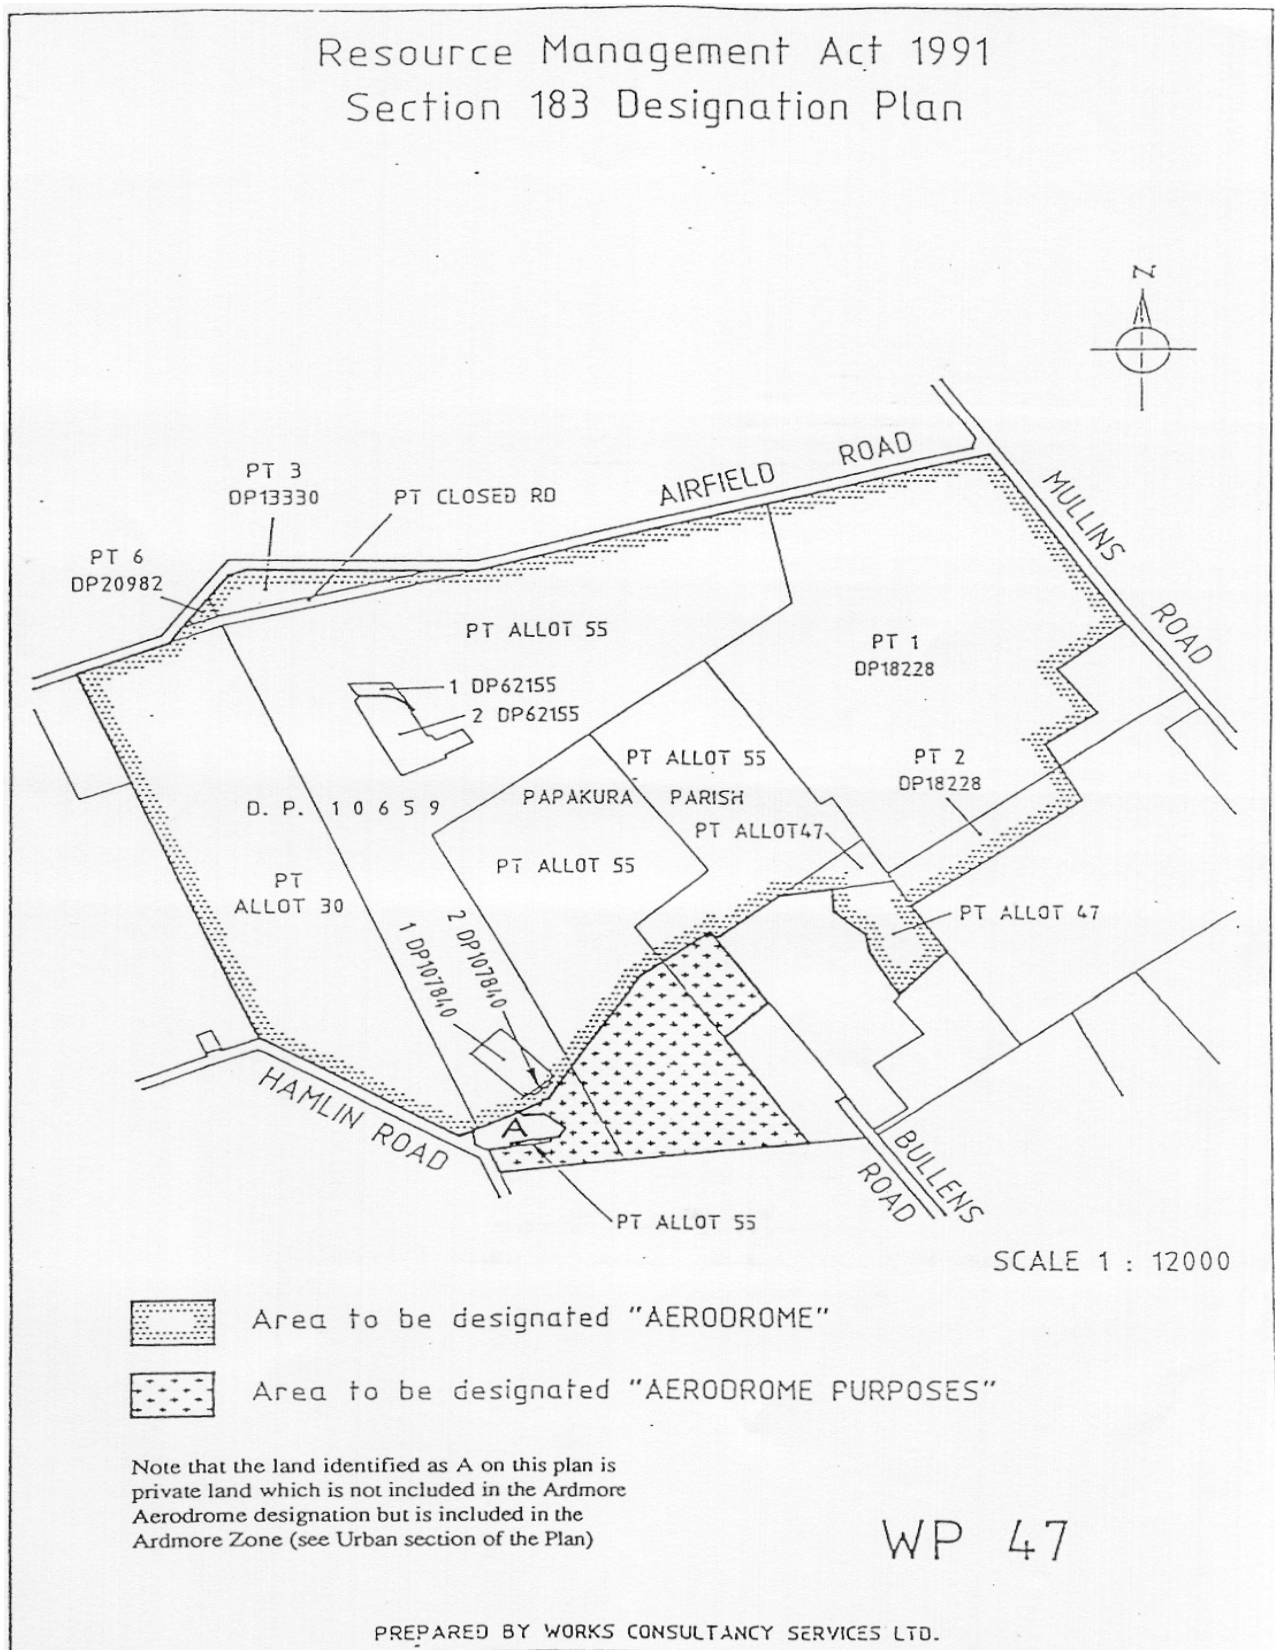 Resource Management Act 1991
Section 183 Designation Plan
N
AIRFIELD ROAD
MULLINS ROAD
PT 3
DP13330
PT CLOSED RD
PT 6
DP20982
PT ALLOT 55
PT 1
DP18228
1 DP62155
2 DP62155
PT ALLOT 55
PT 2
DP18228
PAPAKURA PARISH
D. P. 10659
PT ALLOT47
PT ALLOT 55
PT
ALLOT 30
PT ALLOT 47
1 DP107840
2 DP107840
HAMLIN ROAD
A
BULLENS
ROAD
PT ALLOT 55
SCALE 1 : 12000
Area to be designated "AERODROME"
Area to be designated "AERODROME PURPOSES"
Note that the land identified as A on this plan is
private land which is not included in the Ardmore
Aerodrome designation but is included in the
Ardmore Zone (see Urban section of the Plan)
WP 47
PREPARED BY WORKS CONSULTANCY SERVICES LTD.